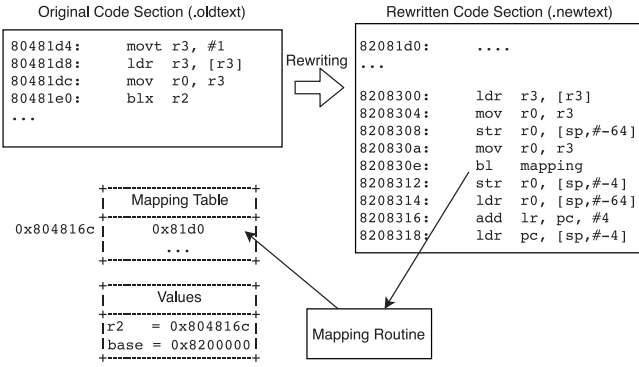 Original Code Section (.oldtext)
80481d4: movt r3, #1
80481d8: ldr r3, [r3]
80481dc: mov r0, r3
80481e0: blx r2
...
Rewriting
Rewritten Code Section (.newtext)
82081d0: ....
...
8208300: ldr r3, [r3]
8208304: mov r0, r3
8208308: str r0, [sp,#-64]
820830a: mov r0, r3
820830e: bl mapping
8208312: str r0, [sp,#-4]
8208314: ldr r0, [sp,#-64]
8208316: add lr, pc, #4
8208318: ldr pc, [sp,#-4]
Mapping Table
0x804816c 0x81d0
...
Values
r2 = 0x804816c
base = 0x8200000
Mapping Routine